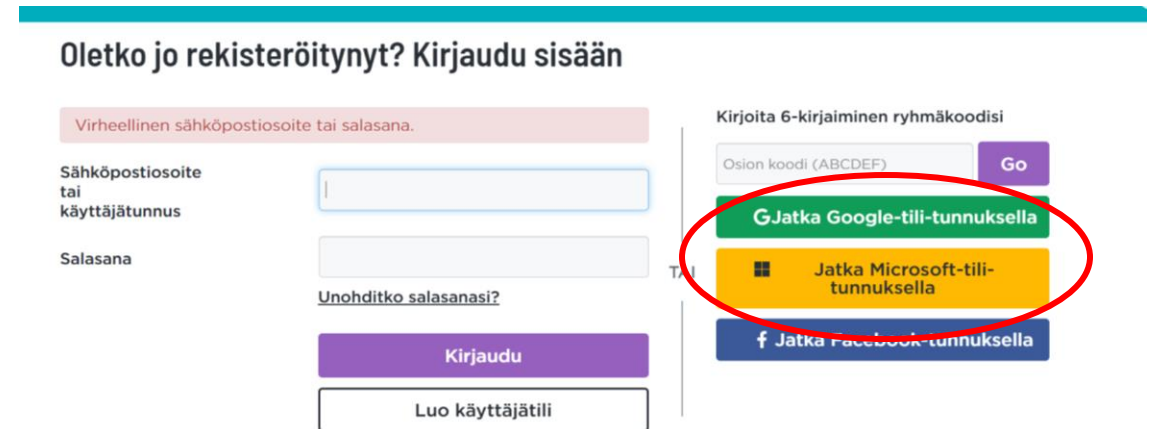 Oletko jo rekisteröitynyt? Kirjaudu sisään
Virheellinen sähköpostiosoite tai salasana.
Sähköpostiosoite
tai
käyttäjätunnus
Salasana
Unohditko salasanasi?
Kirjaudu
Luo käyttäjätili
TAI
Kirjoita 6-kirjaiminen ryhmäkoodisi
Osion koodi (ABCDEF)
Go
GJatka Google-tili-tunnuksella
Jatka Microsoft-tili-
tunnuksella
f Jatka Facebook-tunnuksella